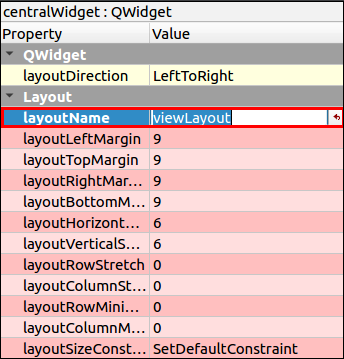 centralWidget : QWidget
Property Value
QWidget
layoutDirection LeftToRight
Layout
layoutName viewLayout
layoutLeftMargin 9
layoutTopMargin 9
layoutRightMar... 9
layoutBottomM... 9
layoutHorizont... 6
layoutVerticalS... 6
layoutRowStretch 0
layoutColumnSt... 0
layoutRowMini... 0
layoutColumnM... 0
layoutSizeConst... SetDefaultConstraint